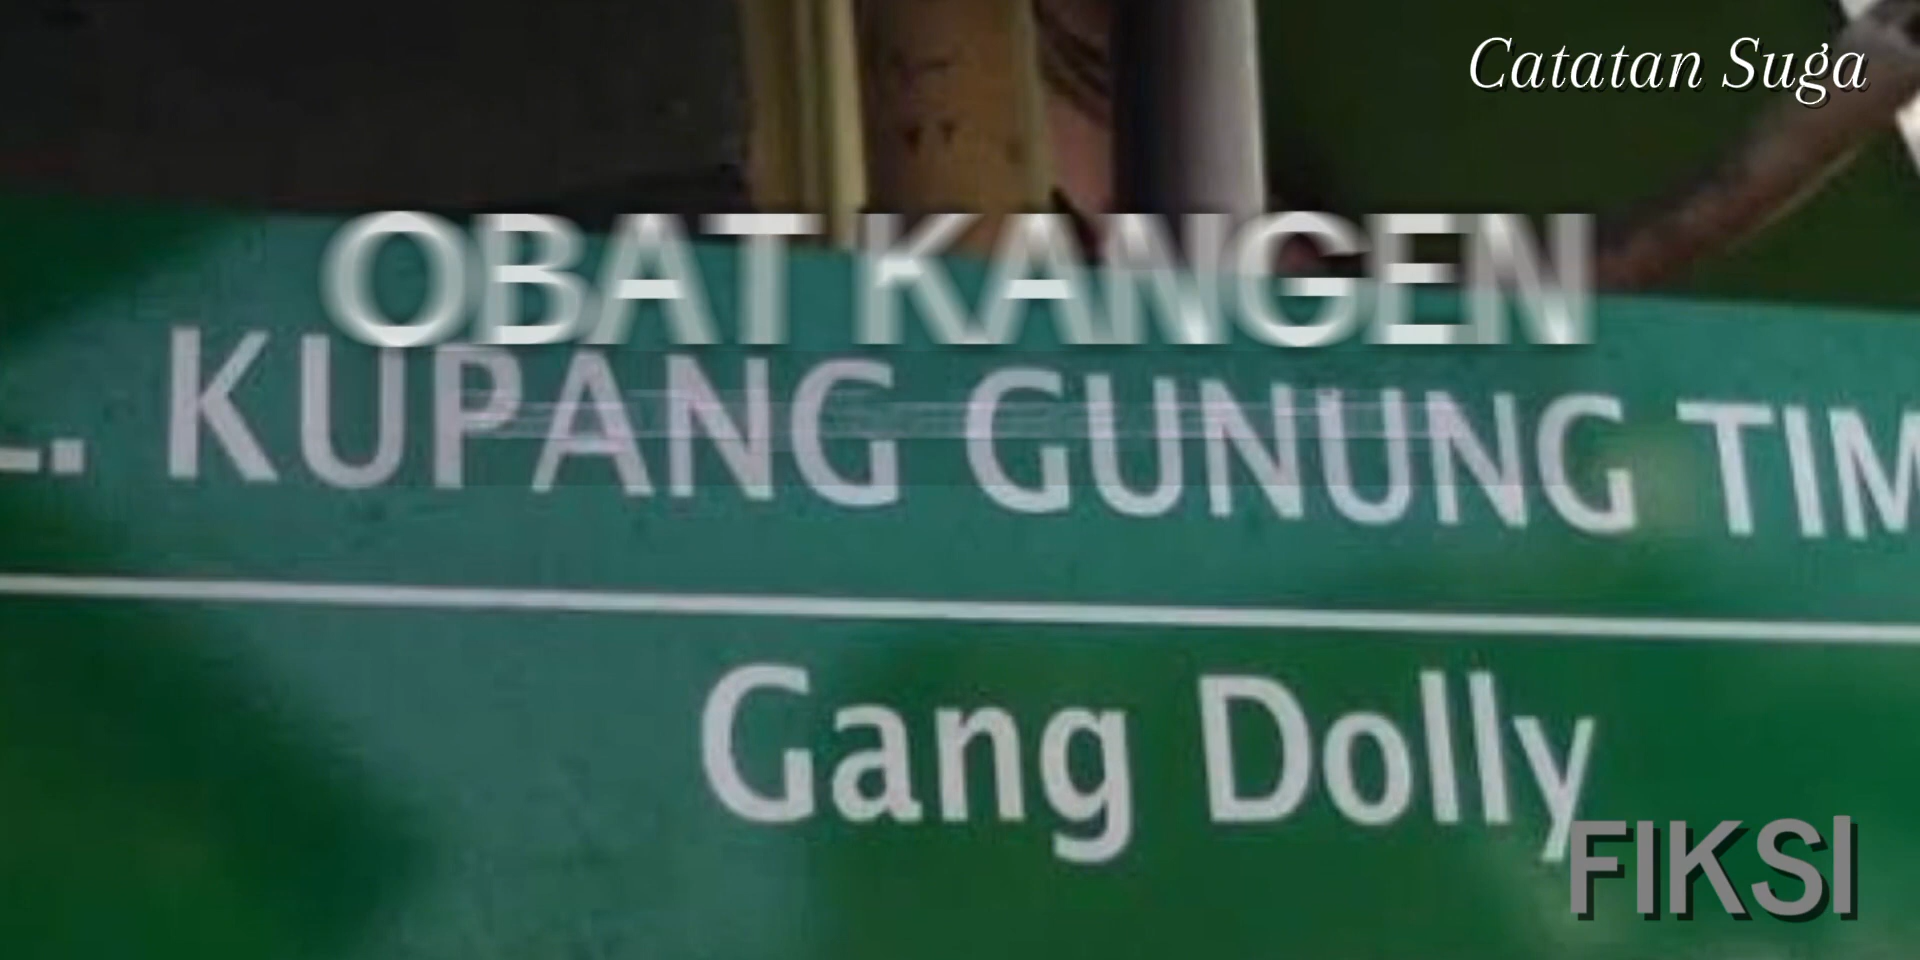 Catatan Suga
OBAT KANGEN
L. KUPANG GUNUNG TIM
Gang Dolly
FIKSI